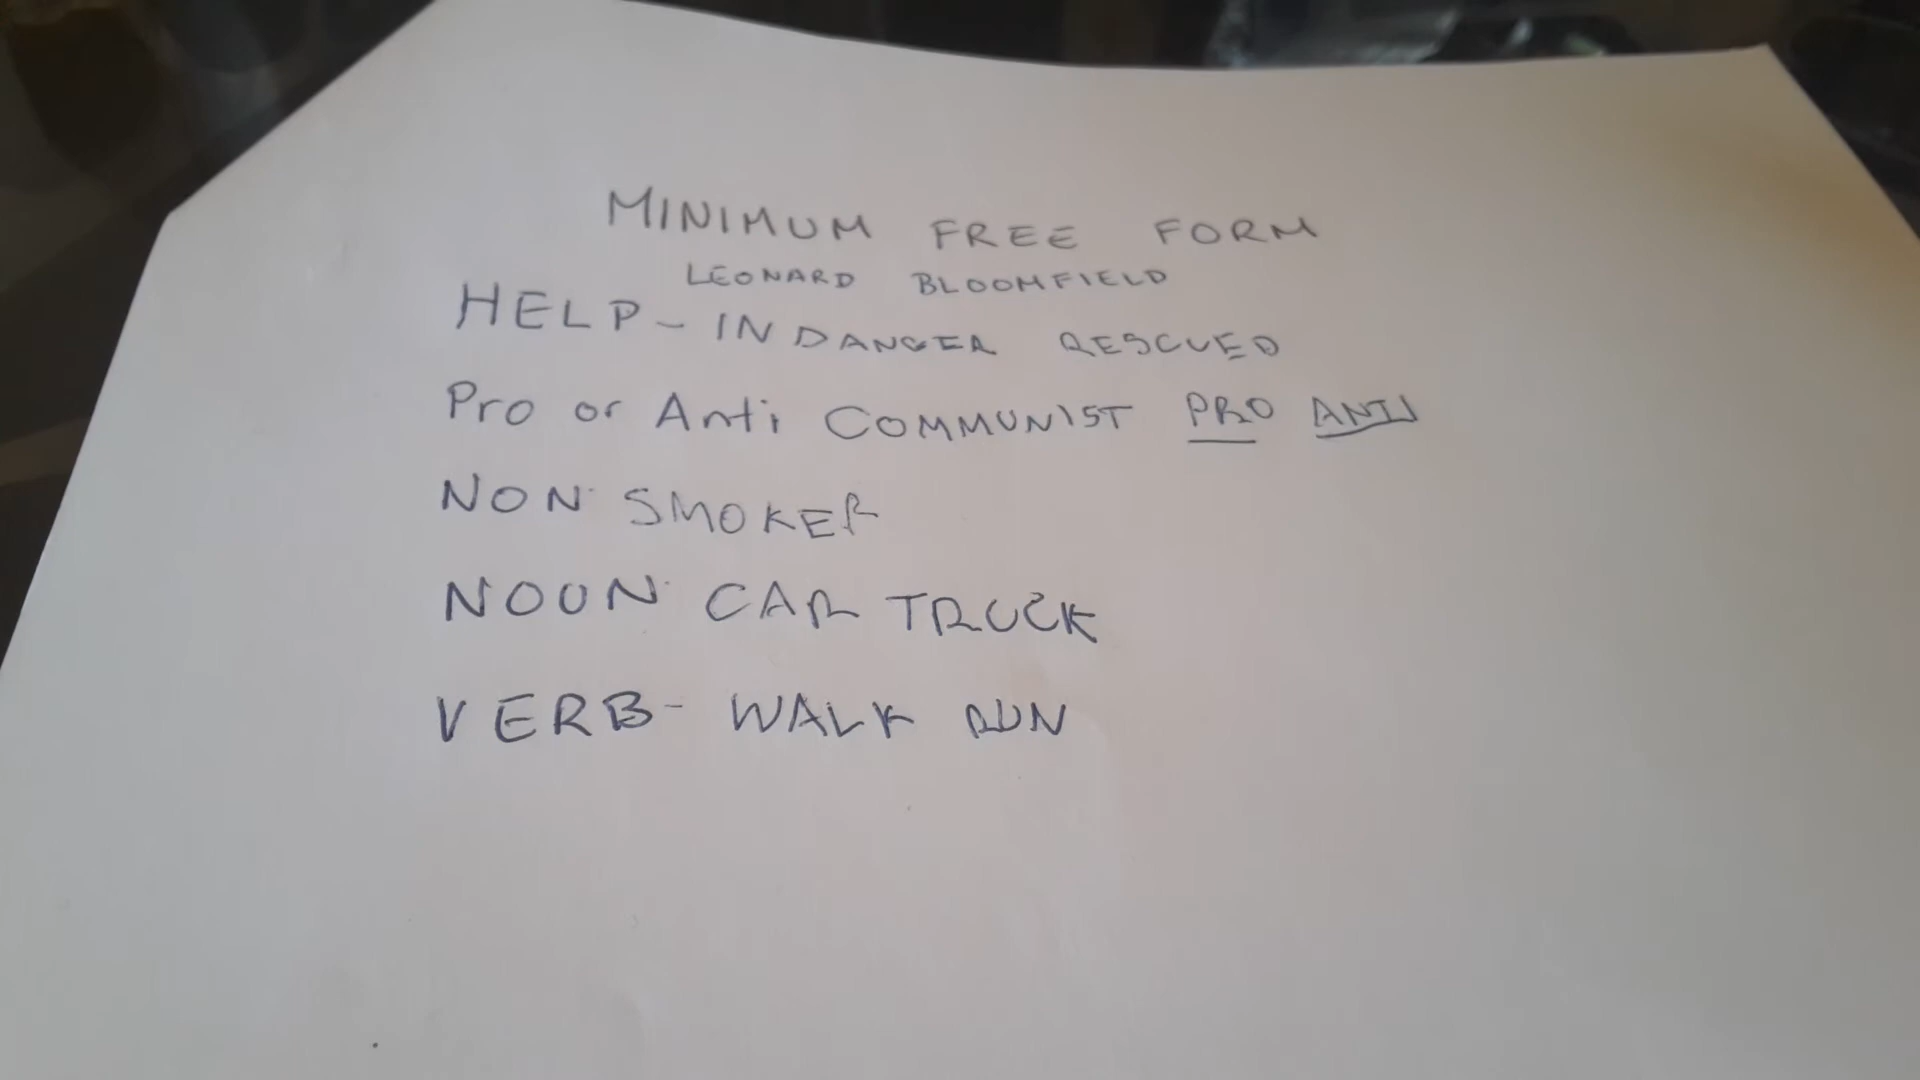 MINIMUM FREE FORM
LEONARD BLOOMFIELD
HELP - IN DANGER RESCUED
Pro or Anti COMMUNIST PRO ANTI
NON SMOKER
NOUN CAR TRUCK
VERB - WALK RUN